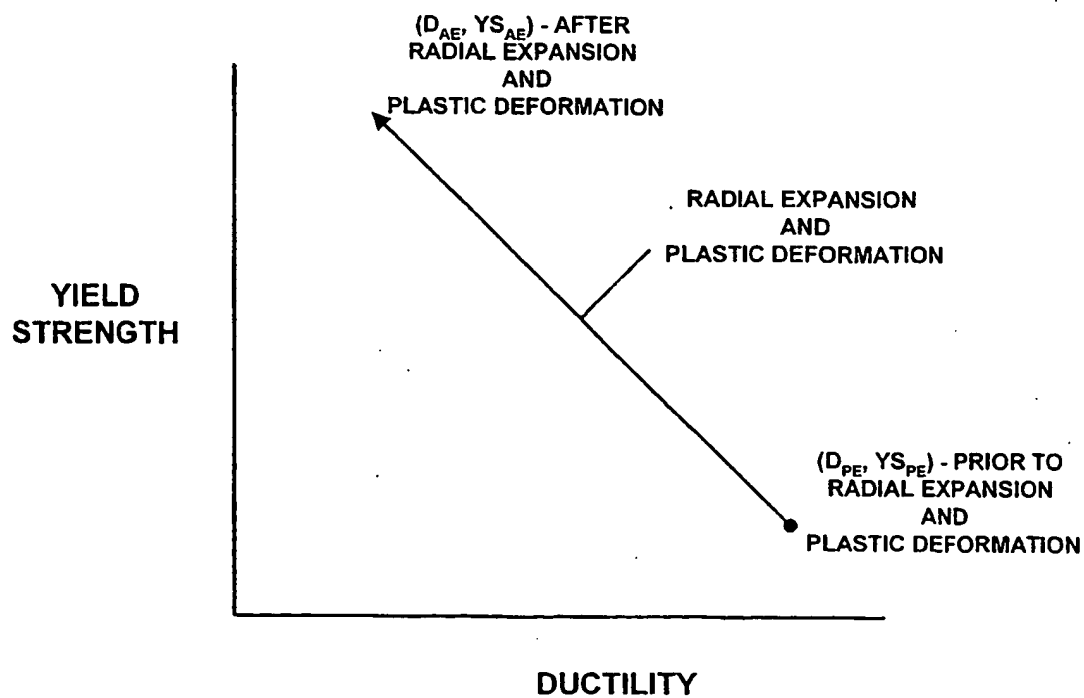 (D_AE, YS_AE) - AFTER
RADIAL EXPANSION
AND
PLASTIC DEFORMATION
RADIAL EXPANSION
AND
PLASTIC DEFORMATION
YIELD
STRENGTH
(D_PE, YS_PE) - PRIOR TO
RADIAL EXPANSION
AND
PLASTIC DEFORMATION
DUCTILITY